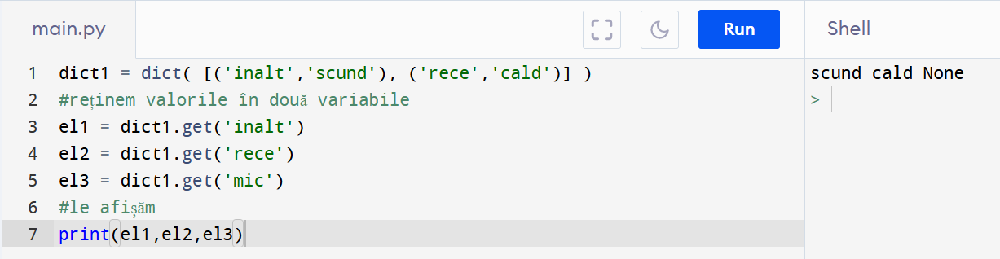 main.py Run Shell
1 dict1 = dict( [('inalt','scund'), ('rece','cald')] ) scund cald None
2 #reținem valorile în două variabile >
3 el1 = dict1.get('inalt')
4 el2 = dict1.get('rece')
5 el3 = dict1.get('mic')
6 #le afișăm
7 print(el1,el2,el3)